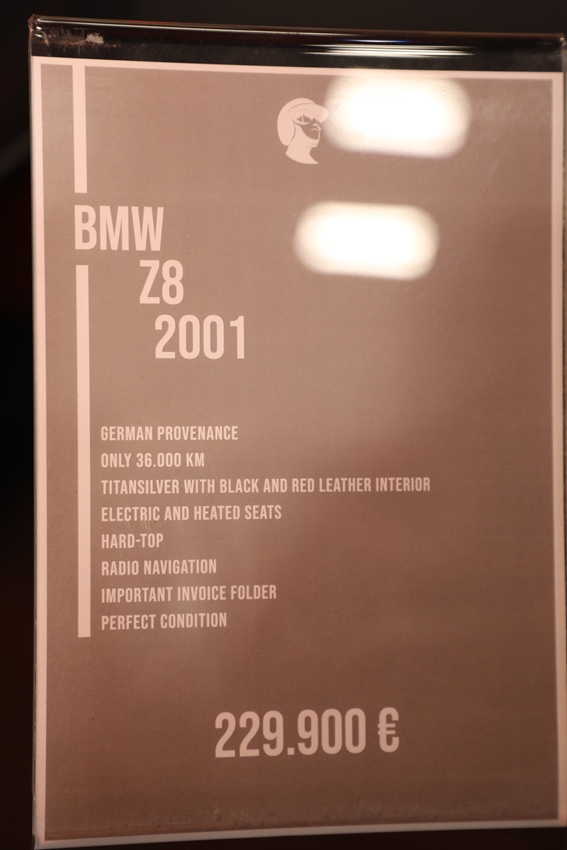 BMW
Z8
2001
GERMAN PROVENANCE
ONLY 36.000 KM
TITANSILVER WITH BLACK AND RED LEATHER INTERIOR
ELECTRIC AND HEATED SEATS
HARD-TOP
RADIO NAVIGATION
IMPORTANT INVOICE FOLDER
PERFECT CONDITION
229.900 €